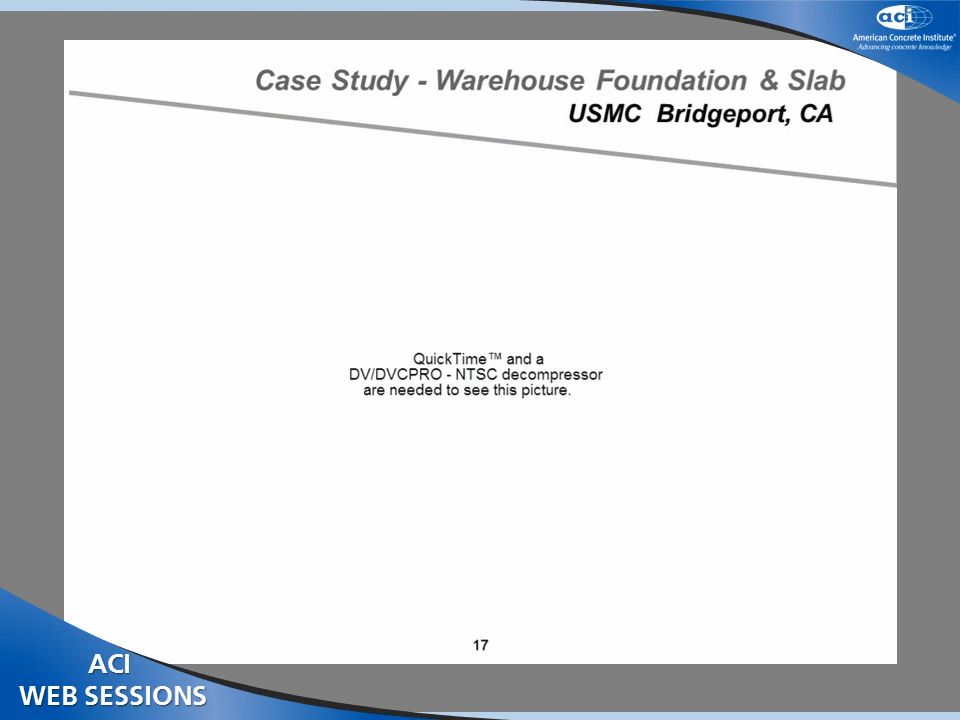 aci
American Concrete Institute®
Advancing concrete knowledge
Case Study - Warehouse Foundation & Slab
USMC Bridgeport, CA
QuickTime™ and a
DV/DVCPRO - NTSC decompressor
are needed to see this picture.
17
ACI
WEB SESSIONS